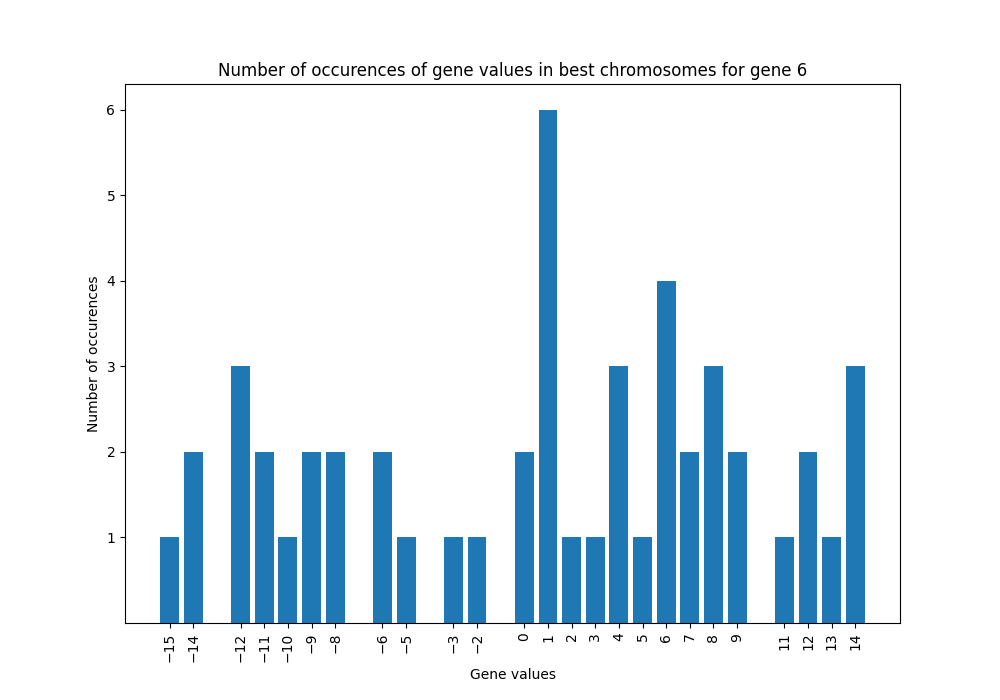 Number of occurences of gene values in best chromosomes for gene 6
6
5
4
3
2
1
Number of occurences
−15 −14 −12 −11 −10 −9 −8 −6 −5 −3 −2 0 1 2 3 4 5 6 7 8 9 11 12 13 14
Gene values